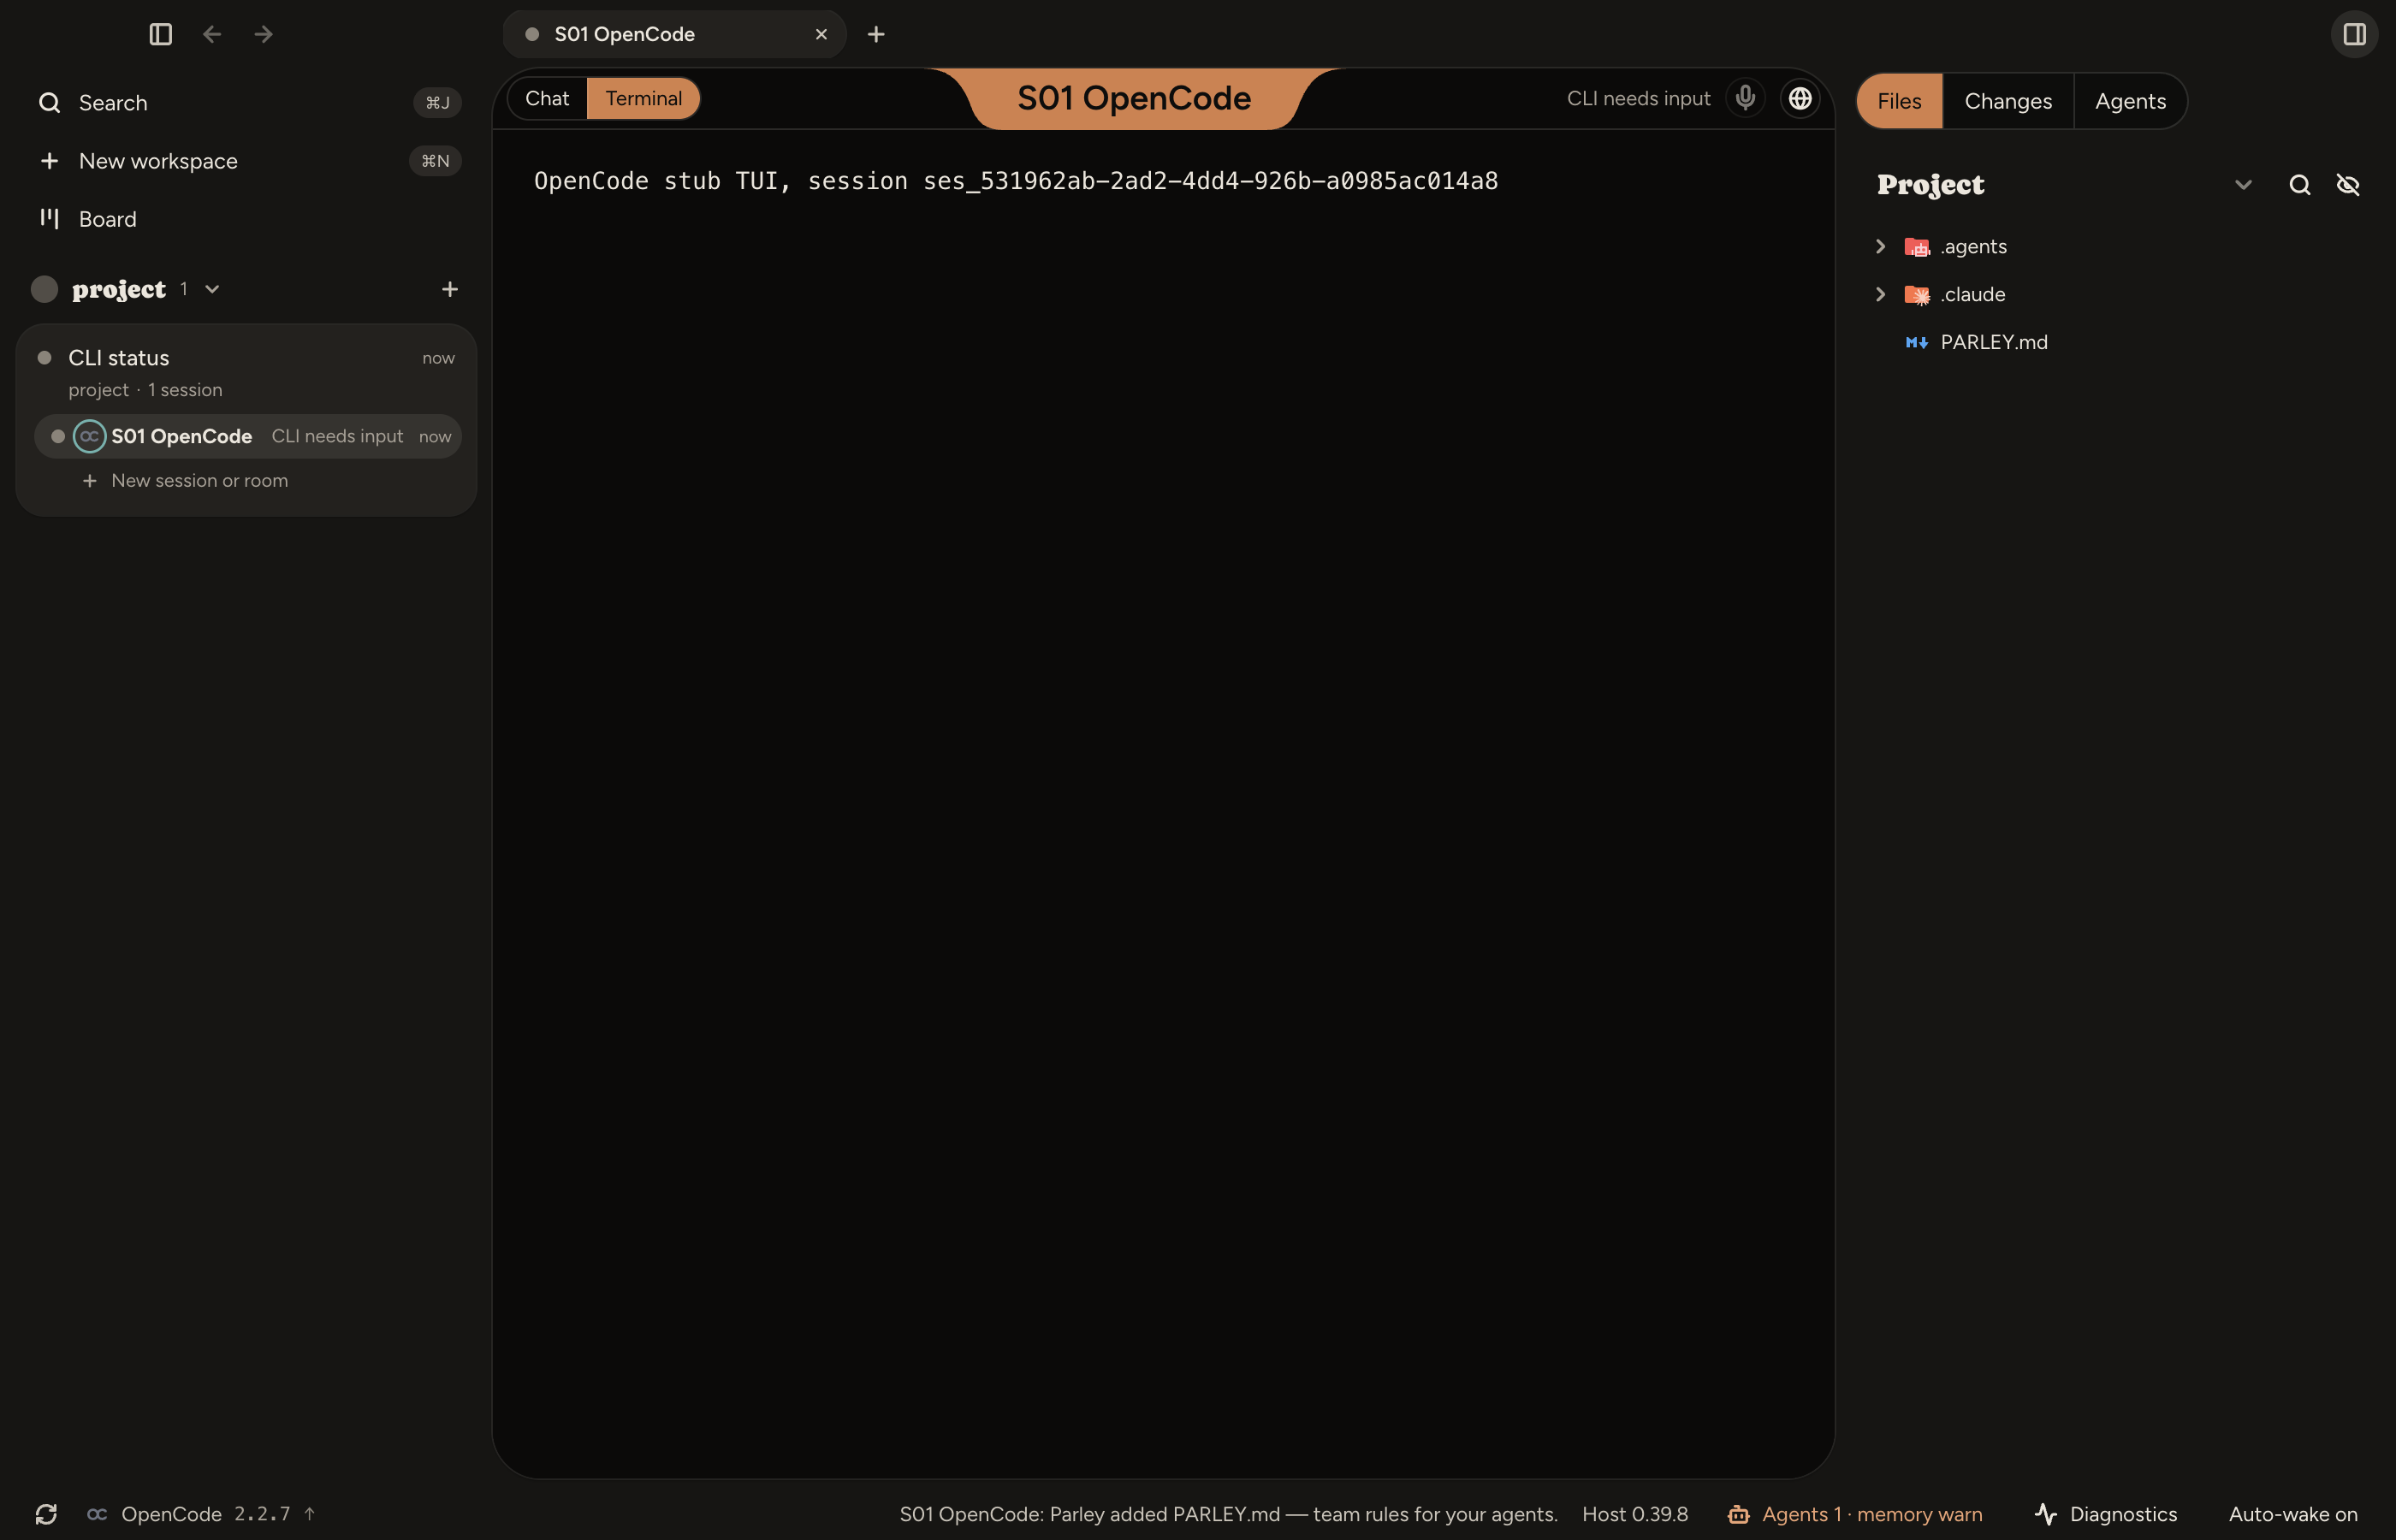 S01 OpenCode
Search ⌘J
New workspace ⌘N
Board
project 1
CLI status now
project · 1 session
S01 OpenCode CLI needs input now
New session or room
Chat Terminal
S01 OpenCode
CLI needs input
OpenCode stub TUI, session ses_531962ab-2ad2-4dd4-926b-a0985ac014a8
Files Changes Agents
Project
.agents
.claude
PARLEY.md
OpenCode 2.2.7 ↑
S01 OpenCode: Parley added PARLEY.md — team rules for your agents.
Host 0.39.8
Agents 1 · memory warn
Diagnostics
Auto-wake on